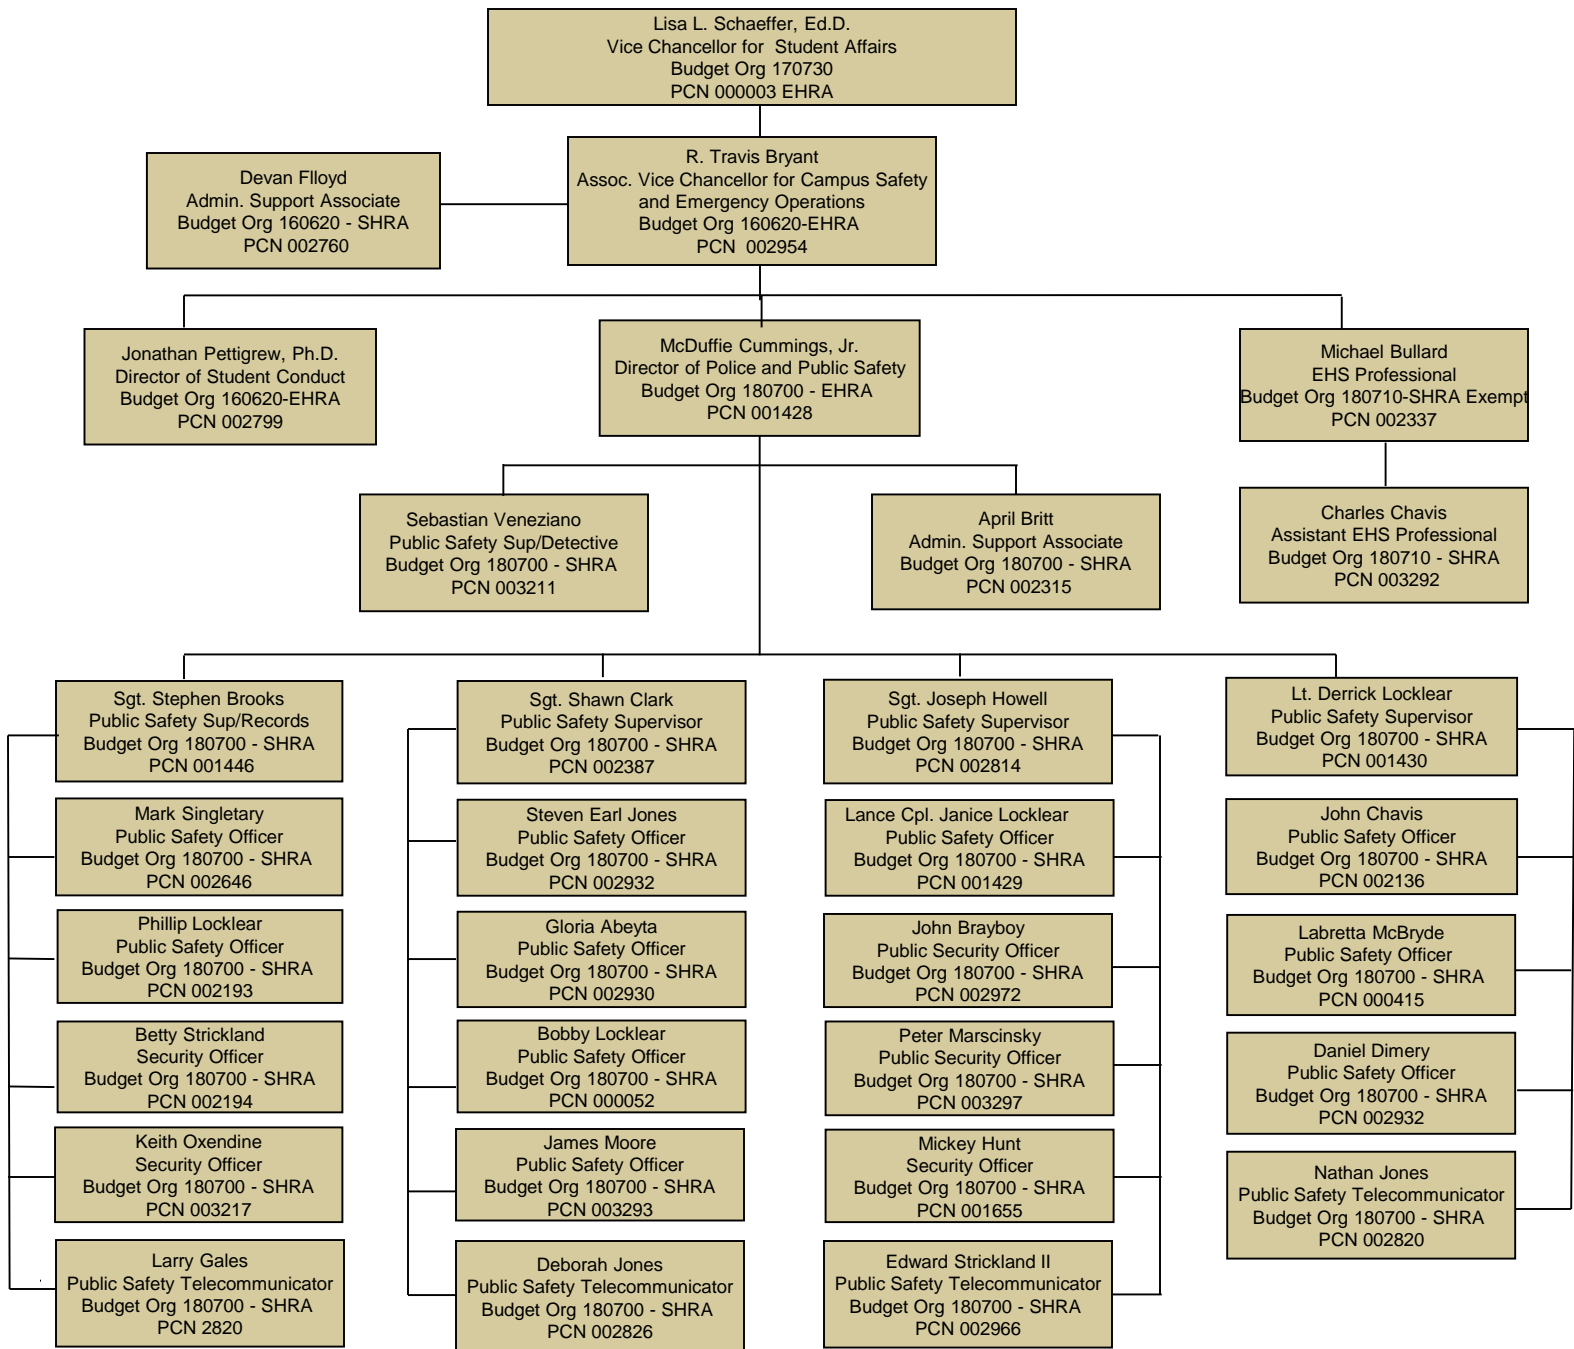 Lisa L. Schaeffer, Ed.D.
Vice Chancellor for Student Affairs
Budget Org 170730
PCN 000003 EHRA
Devan Flloyd
Admin. Support Associate
Budget Org 160620 - SHRA
PCN 002760
R. Travis Bryant
Assoc. Vice Chancellor for Campus Safety
and Emergency Operations
Budget Org 160620-EHRA
PCN 002954
Jonathan Pettigrew, Ph.D.
Director of Student Conduct
Budget Org 160620-EHRA
PCN 002799
McDuffie Cummings, Jr.
Director of Police and Public Safety
Budget Org 180700 - EHRA
PCN 001428
Michael Bullard
EHS Professional
Budget Org 180710-SHRA Exempt
PCN 002337
Sebastian Veneziano
Public Safety Sup/Detective
Budget Org 180700 - SHRA
PCN 003211
April Britt
Admin. Support Associate
Budget Org 180700 - SHRA
PCN 002315
Charles Chavis
Assistant EHS Professional
Budget Org 180710 - SHRA
PCN 003292
Sgt. Stephen Brooks
Public Safety Sup/Records
Budget Org 180700 - SHRA
PCN 001446
Mark Singletary
Public Safety Officer
Budget Org 180700 - SHRA
PCN 002646
Phillip Locklear
Public Safety Officer
Budget Org 180700 - SHRA
PCN 002193
Betty Strickland
Security Officer
Budget Org 180700 - SHRA
PCN 002194
Keith Oxendine
Security Officer
Budget Org 180700 - SHRA
PCN 003217
Larry Gales
Public Safety Telecommunicator
Budget Org 180700 - SHRA
PCN 2820
Sgt. Shawn Clark
Public Safety Supervisor
Budget Org 180700 - SHRA
PCN 002387
Steven Earl Jones
Public Safety Officer
Budget Org 180700 - SHRA
PCN 002932
Gloria Abeyta
Public Safety Officer
Budget Org 180700 - SHRA
PCN 002930
Bobby Locklear
Public Safety Officer
Budget Org 180700 - SHRA
PCN 000052
James Moore
Public Safety Officer
Budget Org 180700 - SHRA
PCN 003293
Deborah Jones
Public Safety Telecommunicator
Budget Org 180700 - SHRA
PCN 002826
Sgt. Joseph Howell
Public Safety Supervisor
Budget Org 180700 - SHRA
PCN 002814
Lance Cpl. Janice Locklear
Public Safety Officer
Budget Org 180700 - SHRA
PCN 001429
John Brayboy
Public Security Officer
Budget Org 180700 - SHRA
PCN 002972
Peter Marscinsky
Public Security Officer
Budget Org 180700 - SHRA
PCN 003297
Mickey Hunt
Security Officer
Budget Org 180700 - SHRA
PCN 001655
Edward Strickland II
Public Safety Telecommunicator
Budget Org 180700 - SHRA
PCN 002966
Lt. Derrick Locklear
Public Safety Supervisor
Budget Org 180700 - SHRA
PCN 001430
John Chavis
Public Safety Officer
Budget Org 180700 - SHRA
PCN 002136
Labretta McBryde
Public Safety Officer
Budget Org 180700 - SHRA
PCN 000415
Daniel Dimery
Public Safety Officer
Budget Org 180700 - SHRA
PCN 002932
Nathan Jones
Public Safety Telecommunicator
Budget Org 180700 - SHRA
PCN 002820